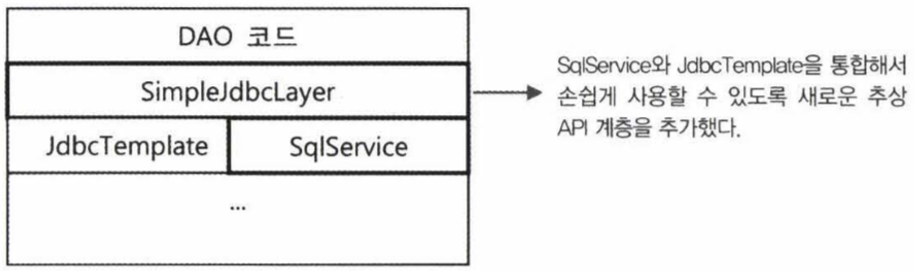 DAO 코드
SimpleJdbcLayer
JdbcTemplate SqlService
...
SqlService와 JdbcTemplate을 통합해서
손쉽게 사용할 수 있도록 새로운 추상
API 계층을 추가했다.